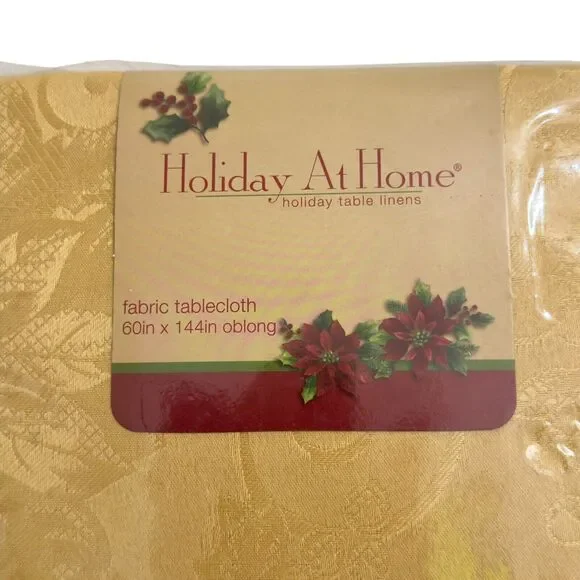 Holiday At Home®
holiday table linens
fabric tablecloth
60in x 144in oblong